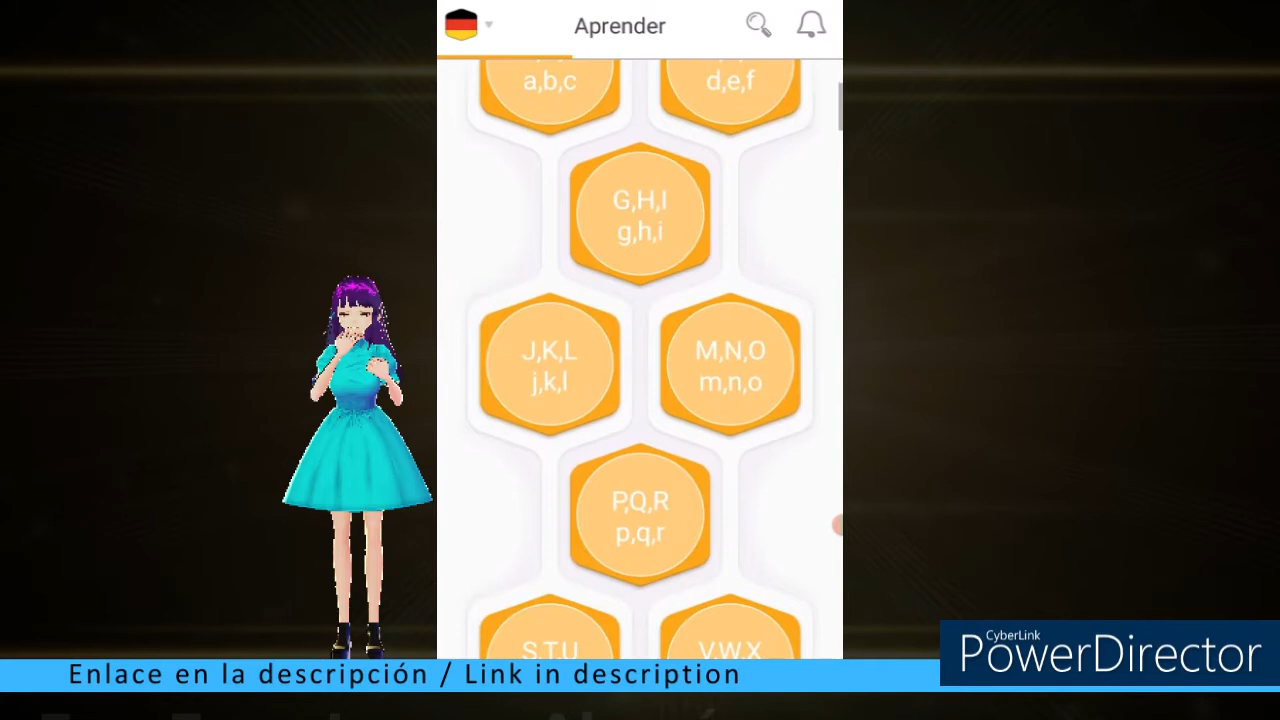 Aprender
a,b,c
d,e,f
G,H,I
g,h,i
J,K,L
j,k,l
M,N,O
m,n,o
P,Q,R
p,q,r
S,T,U
V,W,X
CyberLink
PowerDirector
Enlace en la descripción / Link in description